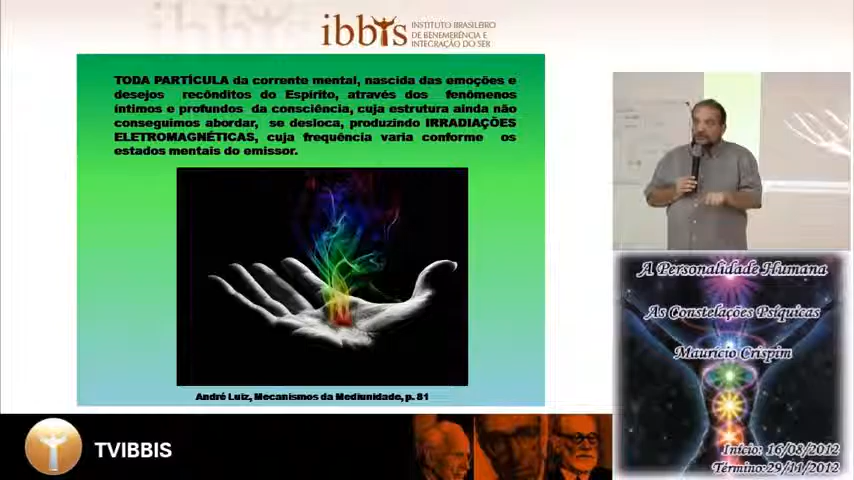 ibbis
INSTITUTO BRASILEIRO
DE BENEMERÊNCIA E
INTEGRAÇÃO DO SER
TODA PARTÍCULA da corrente mental, nascida das emoções e
desejos recônditos do Espírito, através dos fenômenos
íntimos e profundos da consciência, cuja estrutura ainda não
conseguimos abordar, se desloca, produzindo IRRADIAÇÕES
ELETROMAGNÉTICAS, cuja frequência varia conforme os
estados mentais do emissor.
André Luiz, Mecanismos da Mediunidade, p. 81
A Personalidade Humana
As Constelações Psíquicas
Maurício Crispim
Início: 16/08/2012
Término:29/11/2012
TVIBBIS